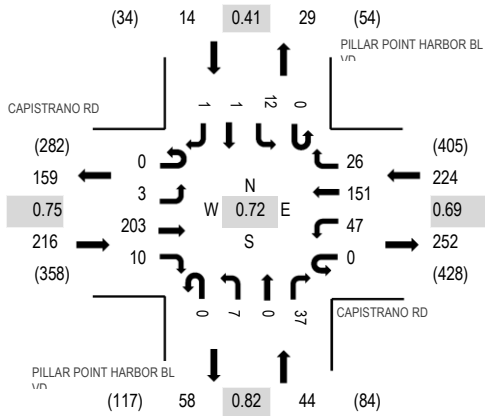 (34) 14 0.41 29 (54)
PILLAR POINT HARBOR BL
VD
1 1 12 0
CAPISTRANO RD
(282) 0 26 (405)
159 3 N 151 224
0.75 203 W 0.72 E 47 0.69
216 10 S 0 252
(358) (428)
0 7 0 37
CAPISTRANO RD
PILLAR POINT HARBOR BL
VD
(117) 58 0.82 44 (84)